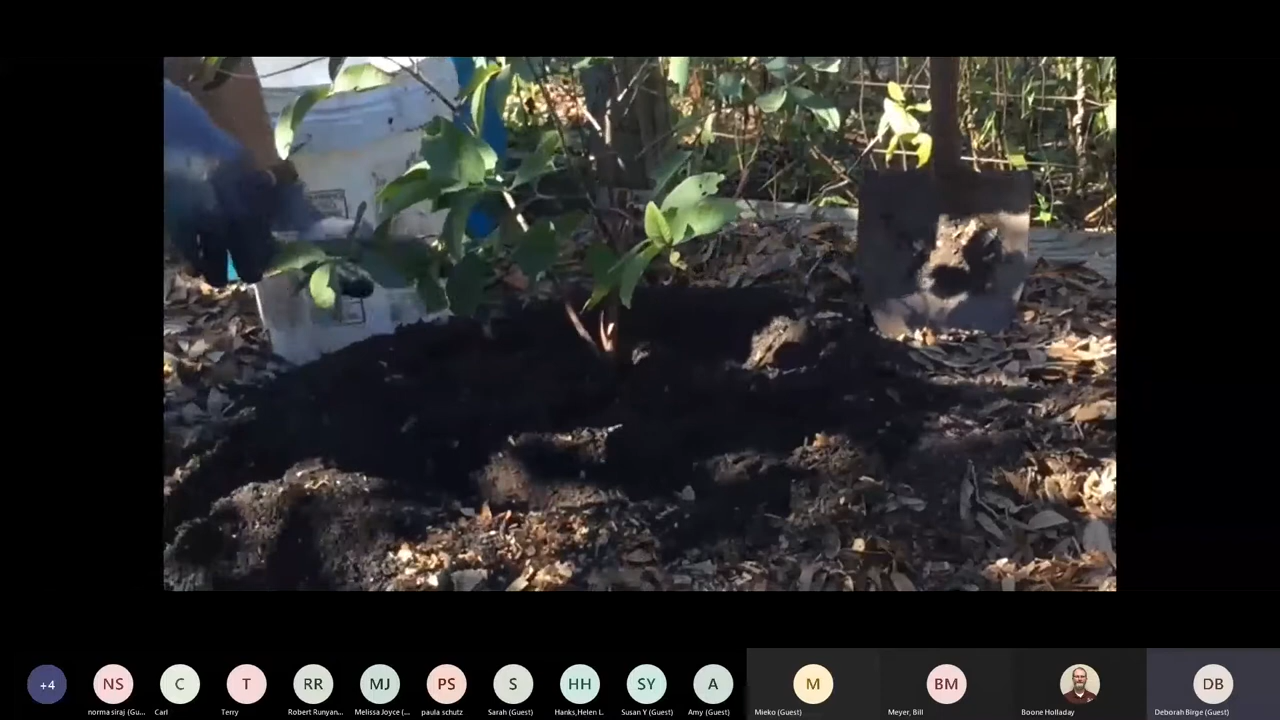 +4
NS
C
T
RR
MJ
PS
S
HH
SY
A
M
BM
DB
norma siraj (Gu...
Carl
Terry
Robert Runyan...
Melissa Joyce (...
paula schutz
Sarah (Guest)
Hanks,Helen L.
Susan Y (Guest)
Amy (Guest)
Mieko (Guest)
Meyer, Bill
Boone Holladay
Deborah Birge (Guest)